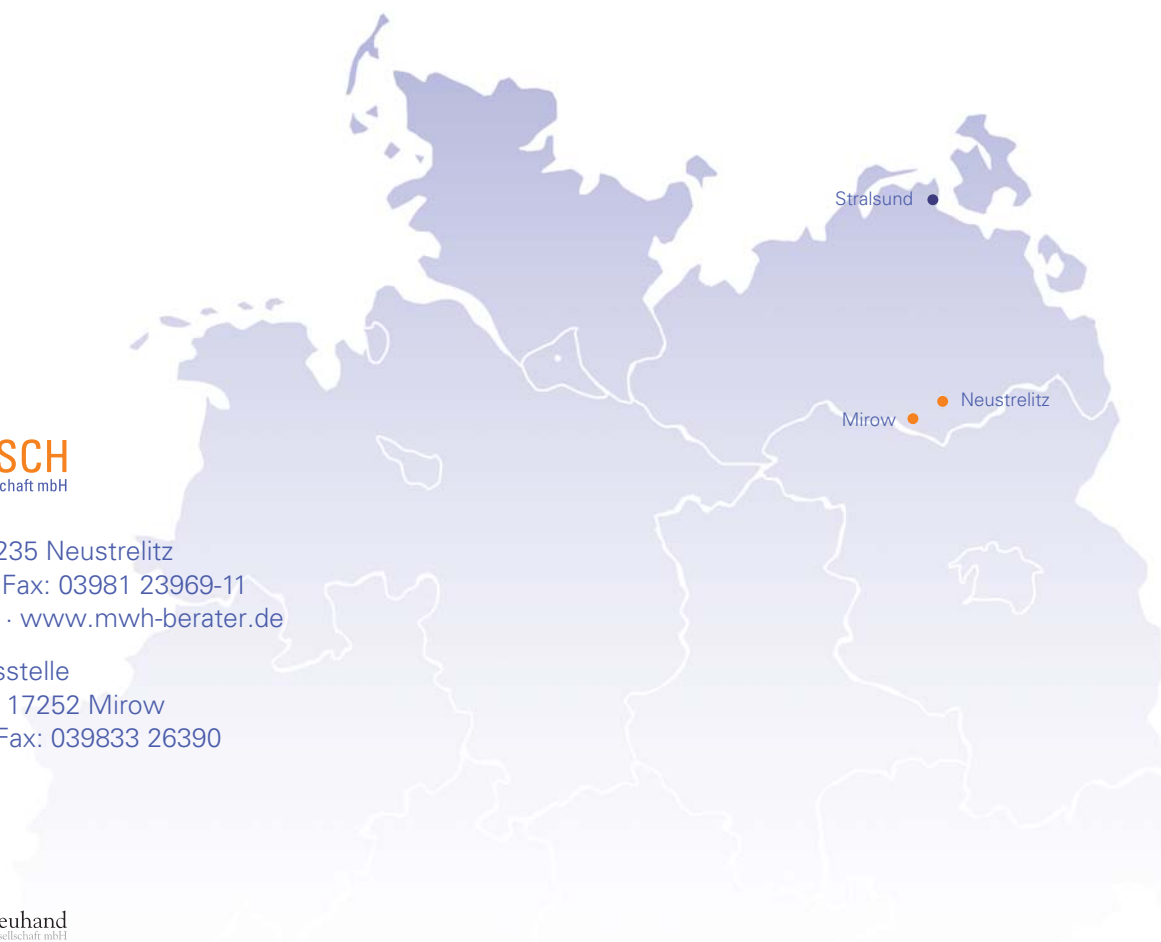 Stralsund
Neustrelitz
Mirow
SCH
schaft mbH
235 Neustrelitz
Fax: 03981 23969-11
· www.mwh-berater.de
sstelle
17252 Mirow
Fax: 039833 26390
euhand
sellschaft mbH